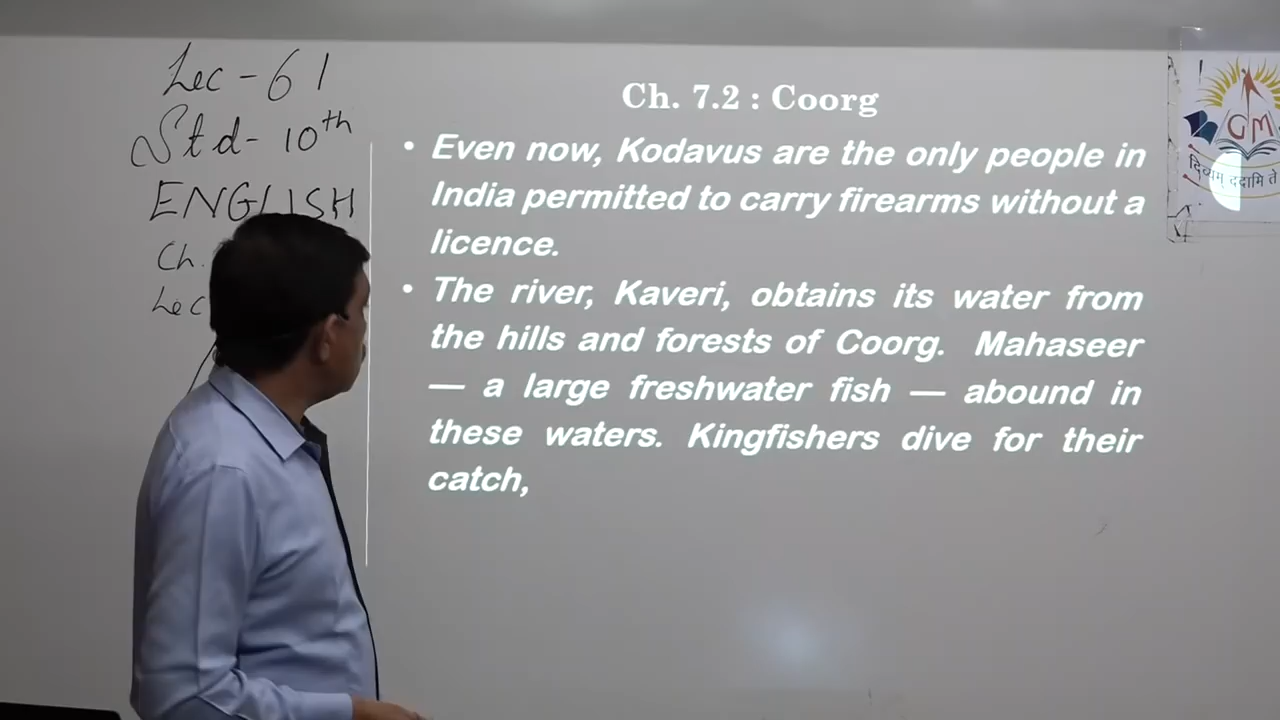 Lec - 61
Std - 10th
ENGLISH
Ch.
Lec
Ch. 7.2 : Coorg
• Even now, Kodavus are the only people in
India permitted to carry firearms without a
licence.
• The river, Kaveri, obtains its water from
the hills and forests of Coorg. Mahaseer
— a large freshwater fish — abound in
these waters. Kingfishers dive for their
catch,
GM
दिव्यम् ददामि ते